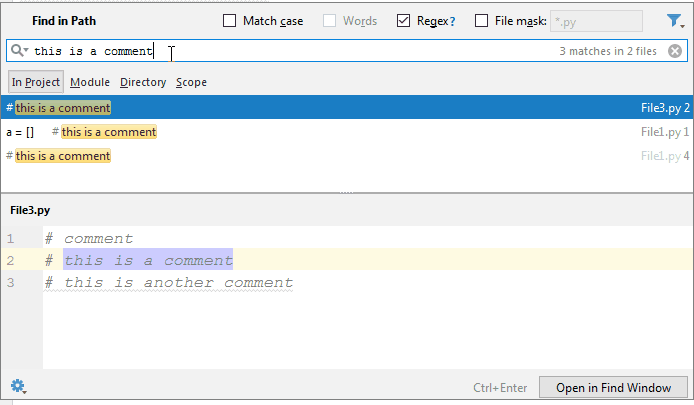 Find in Path Match case Words Regex? File mask: *.py
this is a comment 3 matches in 2 files
In Project Module Directory Scope
# this is a comment File3.py 2
a = [] # this is a comment File1.py 1
# this is a comment File1.py 4
File3.py
1 # comment
2 # this is a comment
3 # this is another comment
Ctrl+Enter Open in Find Window